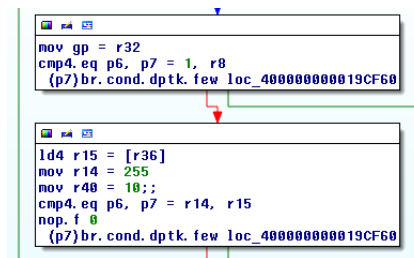 mov gp = r32
cmp4.eq p6, p7 = 1, r8
(p7)br.cond.dptk.few loc_400000000019CF60
ld4 r15 = [r36]
mov r14 = 255
mov r40 = 10;;
cmp4.eq p6, p7 = r14, r15
nop.f 0
(p7)br.cond.dptk.few loc_400000000019CF60